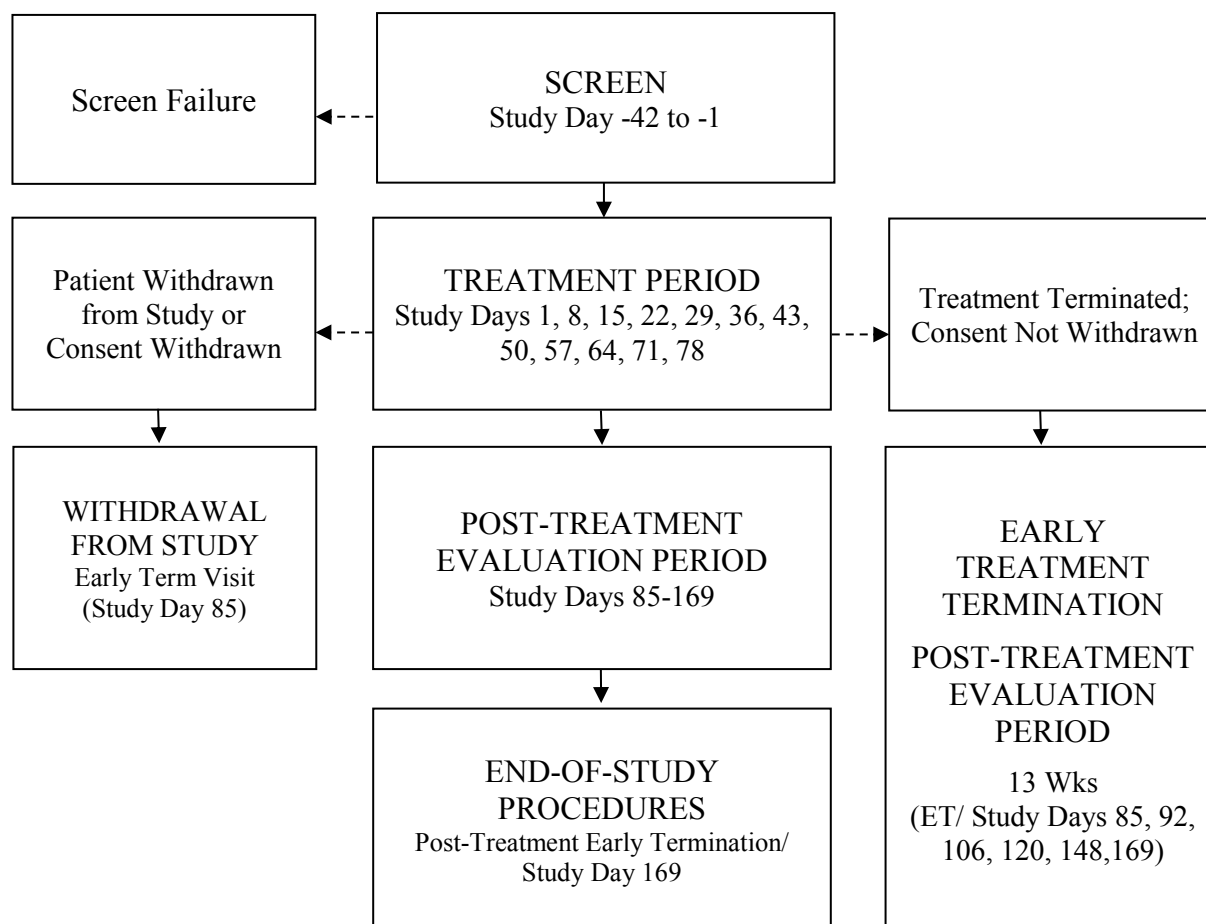 Screen Failure
SCREEN
Study Day -42 to -1
Patient Withdrawn
from Study or
Consent Withdrawn
TREATMENT PERIOD
Study Days 1, 8, 15, 22, 29, 36, 43,
50, 57, 64, 71, 78
Treatment Terminated;
Consent Not Withdrawn
WITHDRAWAL
FROM STUDY
Early Term Visit
(Study Day 85)
POST-TREATMENT
EVALUATION PERIOD
Study Days 85-169
EARLY
TREATMENT
TERMINATION
POST-TREATMENT
EVALUATION
PERIOD
13 Wks
(ET/ Study Days 85, 92,
106, 120, 148,169)
END-OF-STUDY
PROCEDURES
Post-Treatment Early Termination/
Study Day 169